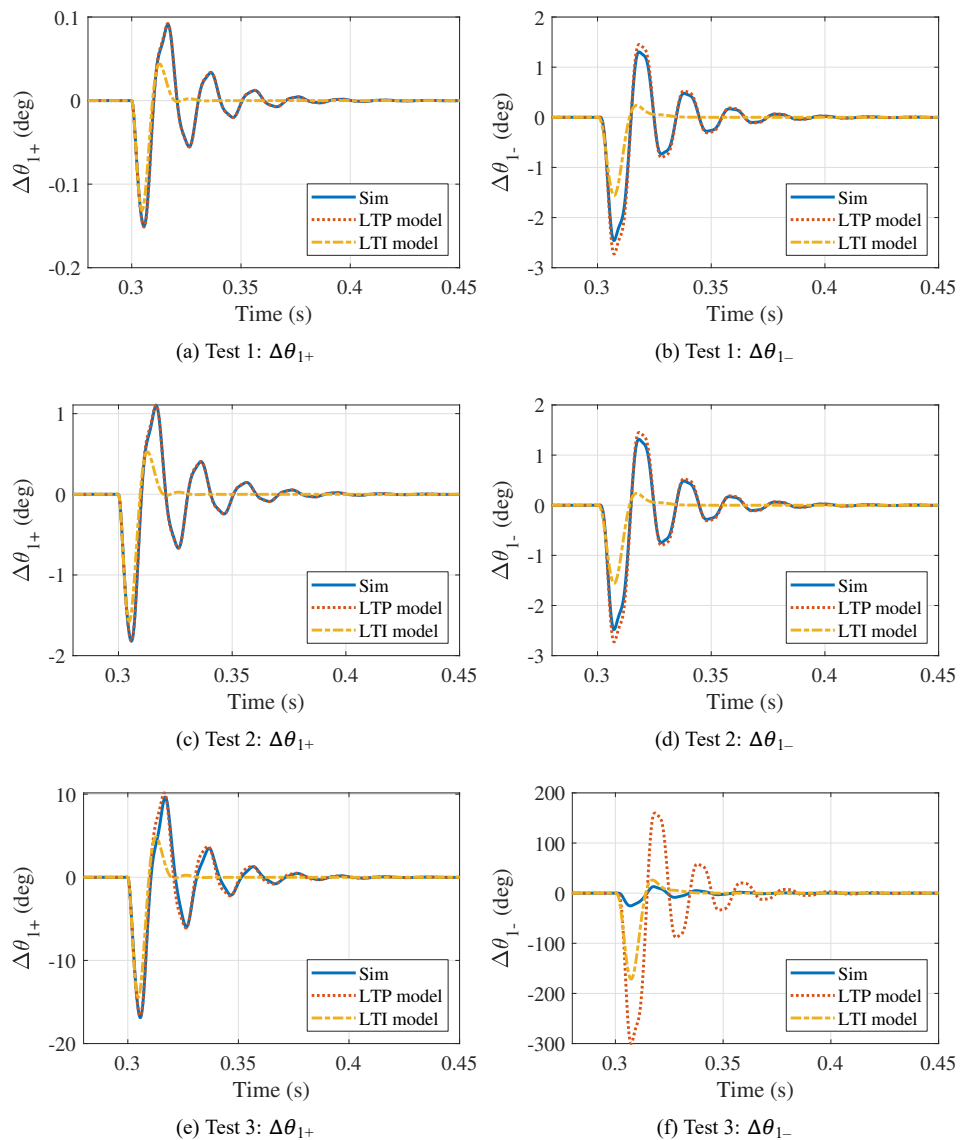 0.1
0
-0.1
-0.2
Δθ1+ (deg)
Sim
LTP model
LTI model
0.3 0.35 0.4 0.45
Time (s)
(a) Test 1: Δθ1+
2
1
0
-1
-2
-3
Δθ1- (deg)
Sim
LTP model
LTI model
0.3 0.35 0.4 0.45
Time (s)
(b) Test 1: Δθ1−
1
0
-1
-2
Δθ1+ (deg)
Sim
LTP model
LTI model
0.3 0.35 0.4 0.45
Time (s)
(c) Test 2: Δθ1+
2
1
0
-1
-2
-3
Δθ1- (deg)
Sim
LTP model
LTI model
0.3 0.35 0.4 0.45
Time (s)
(d) Test 2: Δθ1−
10
0
-10
-20
Δθ1+ (deg)
Sim
LTP model
LTI model
0.3 0.35 0.4 0.45
Time (s)
(e) Test 3: Δθ1+
200
100
0
-100
-200
-300
Δθ1- (deg)
Sim
LTP model
LTI model
0.3 0.35 0.4 0.45
Time (s)
(f) Test 3: Δθ1−